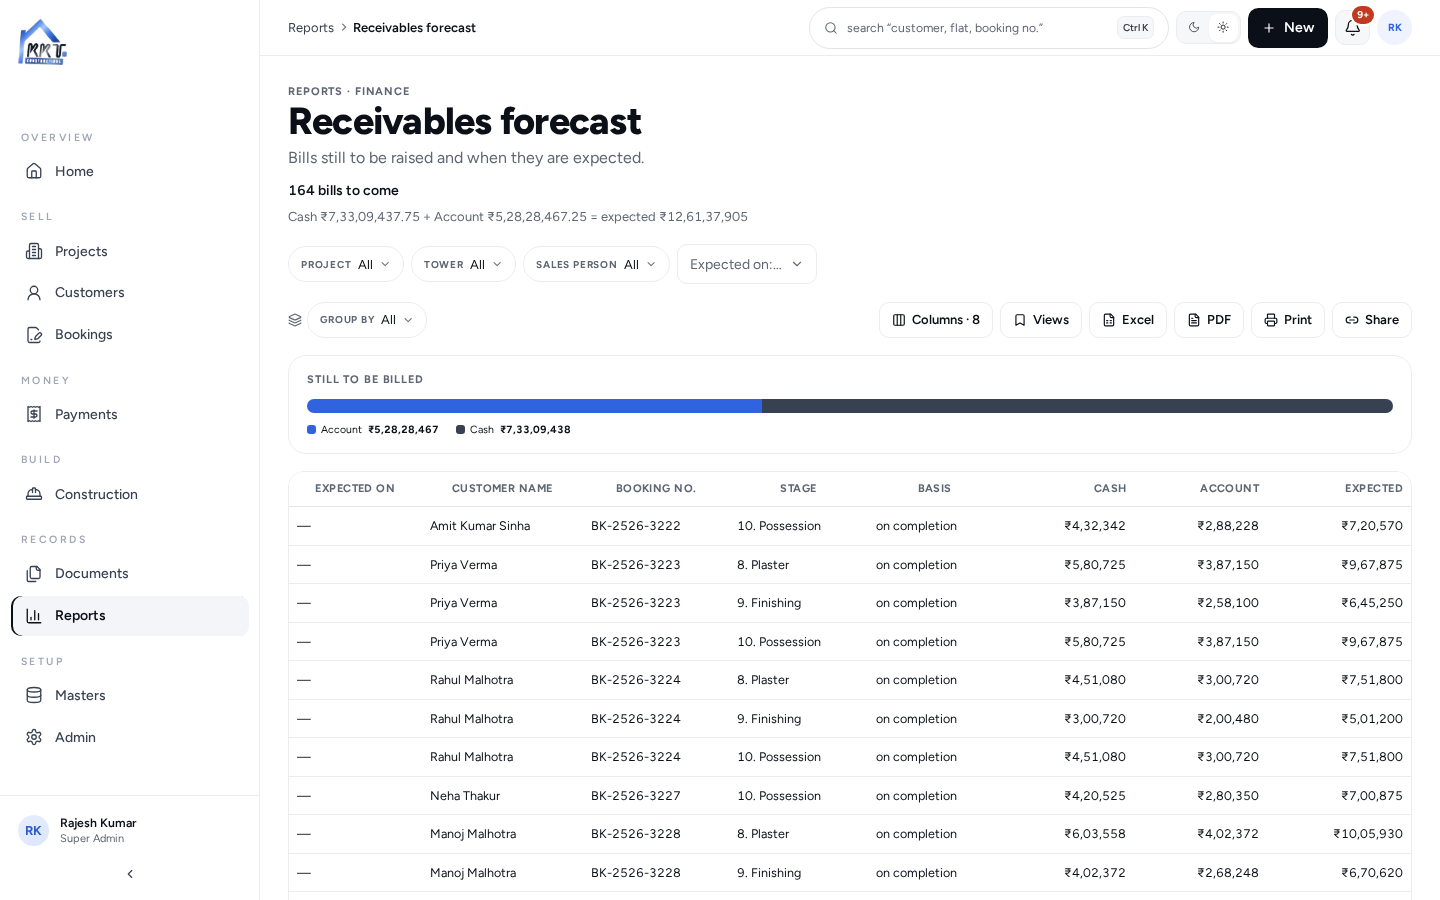 RKT
CONSTRUCTIONS
OVERVIEW
Home
SELL
Projects
Customers
Bookings
MONEY
Payments
BUILD
Construction
RECORDS
Documents
Reports
SETUP
Masters
Admin
RK
Rajesh Kumar
Super Admin
Reports > Receivables forecast
search “customer, flat, booking no.” Ctrl K
+ New
9+
RK
REPORTS · FINANCE
Receivables forecast
Bills still to be raised and when they are expected.
164 bills to come
Cash ₹7,33,09,437.75 + Account ₹5,28,28,467.25 = expected ₹12,61,37,905
PROJECT All TOWER All SALES PERSON All Expected on:...
GROUP BY All Columns · 8 Views Excel PDF Print Share
STILL TO BE BILLED
Account ₹5,28,28,467 Cash ₹7,33,09,438
EXPECTED ON CUSTOMER NAME BOOKING NO. STAGE BASIS CASH ACCOUNT EXPECTED
— Amit Kumar Sinha BK-2526-3222 10. Possession on completion ₹4,32,342 ₹2,88,228 ₹7,20,570
— Priya Verma BK-2526-3223 8. Plaster on completion ₹5,80,725 ₹3,87,150 ₹9,67,875
— Priya Verma BK-2526-3223 9. Finishing on completion ₹3,87,150 ₹2,58,100 ₹6,45,250
— Priya Verma BK-2526-3223 10. Possession on completion ₹5,80,725 ₹3,87,150 ₹9,67,875
— Rahul Malhotra BK-2526-3224 8. Plaster on completion ₹4,51,080 ₹3,00,720 ₹7,51,800
— Rahul Malhotra BK-2526-3224 9. Finishing on completion ₹3,00,720 ₹2,00,480 ₹5,01,200
— Rahul Malhotra BK-2526-3224 10. Possession on completion ₹4,51,080 ₹3,00,720 ₹7,51,800
— Neha Thakur BK-2526-3227 10. Possession on completion ₹4,20,525 ₹2,80,350 ₹7,00,875
— Manoj Malhotra BK-2526-3228 8. Plaster on completion ₹6,03,558 ₹4,02,372 ₹10,05,930
— Manoj Malhotra BK-2526-3228 9. Finishing on completion ₹4,02,372 ₹2,68,248 ₹6,70,620